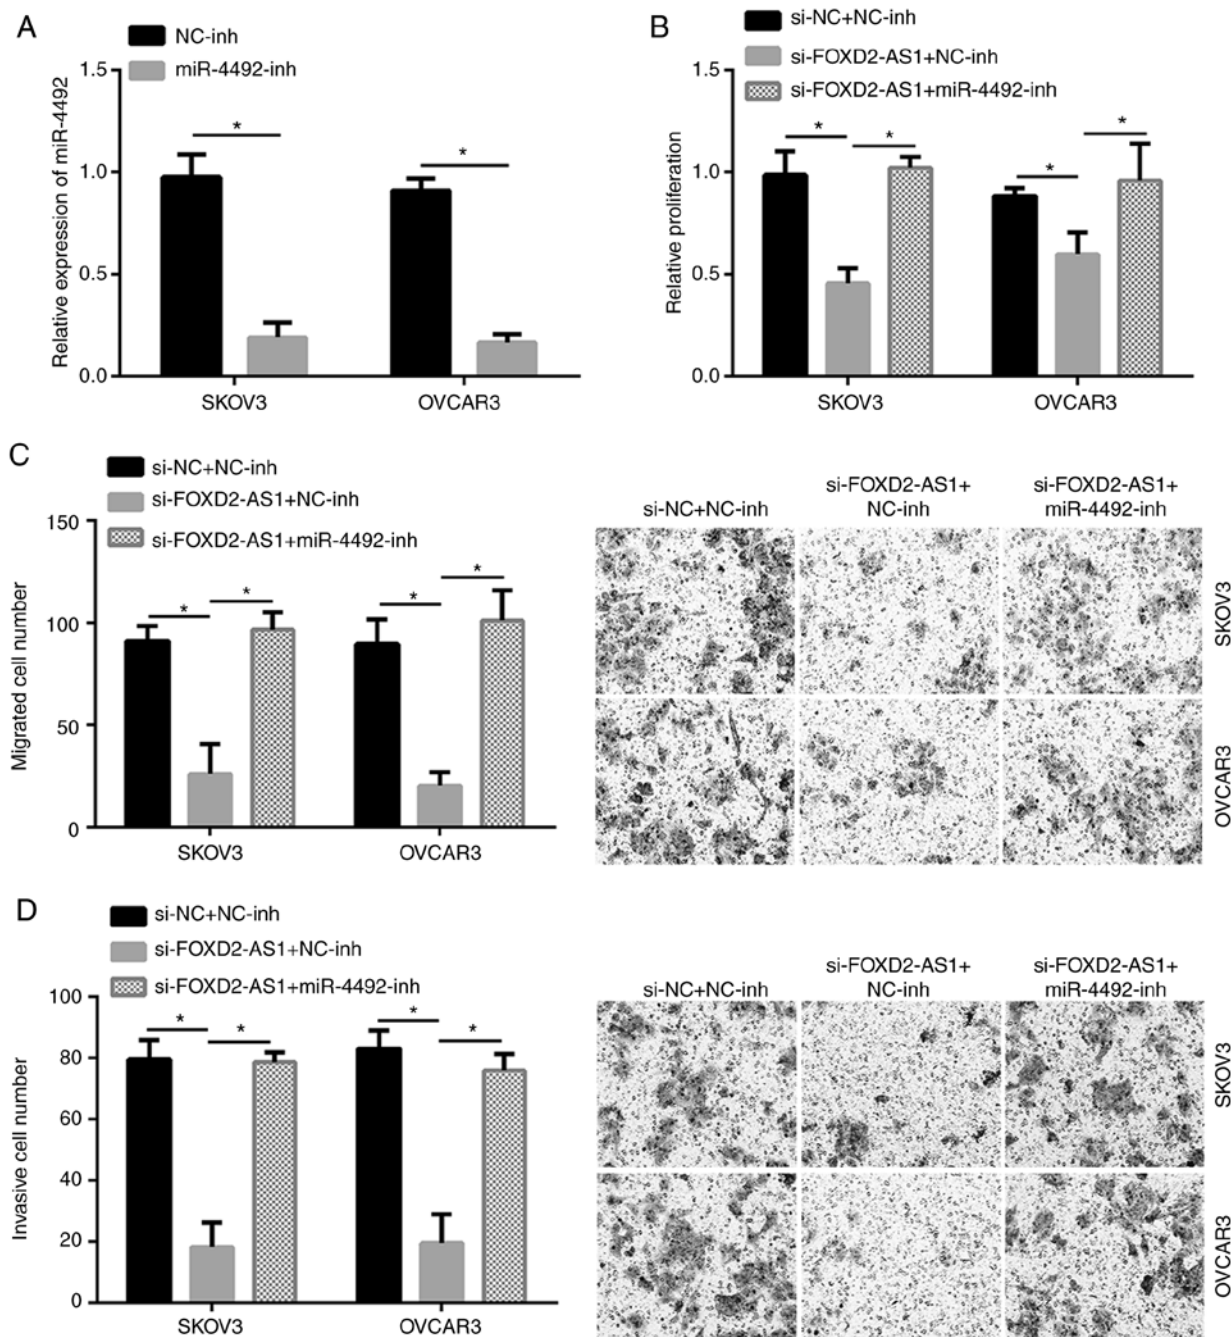 A
NC-inh
miR-4492-inh
Relative expression of miR-4492
1.5
1.0
0.5
0.0
*
*
SKOV3
OVCAR3
B
si-NC+NC-inh
si-FOXD2-AS1+NC-inh
si-FOXD2-AS1+miR-4492-inh
Relative proliferation
1.5
1.0
0.5
0.0
*
*
*
*
SKOV3
OVCAR3
C
si-NC+NC-inh
si-FOXD2-AS1+NC-inh
si-FOXD2-AS1+miR-4492-inh
Migrated cell number
150
100
50
0
*
*
*
*
SKOV3
OVCAR3
si-NC+NC-inh
si-FOXD2-AS1+
NC-inh
si-FOXD2-AS1+
miR-4492-inh
SKOV3
OVCAR3
D
si-NC+NC-inh
si-FOXD2-AS1+NC-inh
si-FOXD2-AS1+miR-4492-inh
Invasive cell number
100
80
60
40
20
0
*
*
*
*
SKOV3
OVCAR3
si-NC+NC-inh
si-FOXD2-AS1+
NC-inh
si-FOXD2-AS1+
miR-4492-inh
SKOV3
OVCAR3